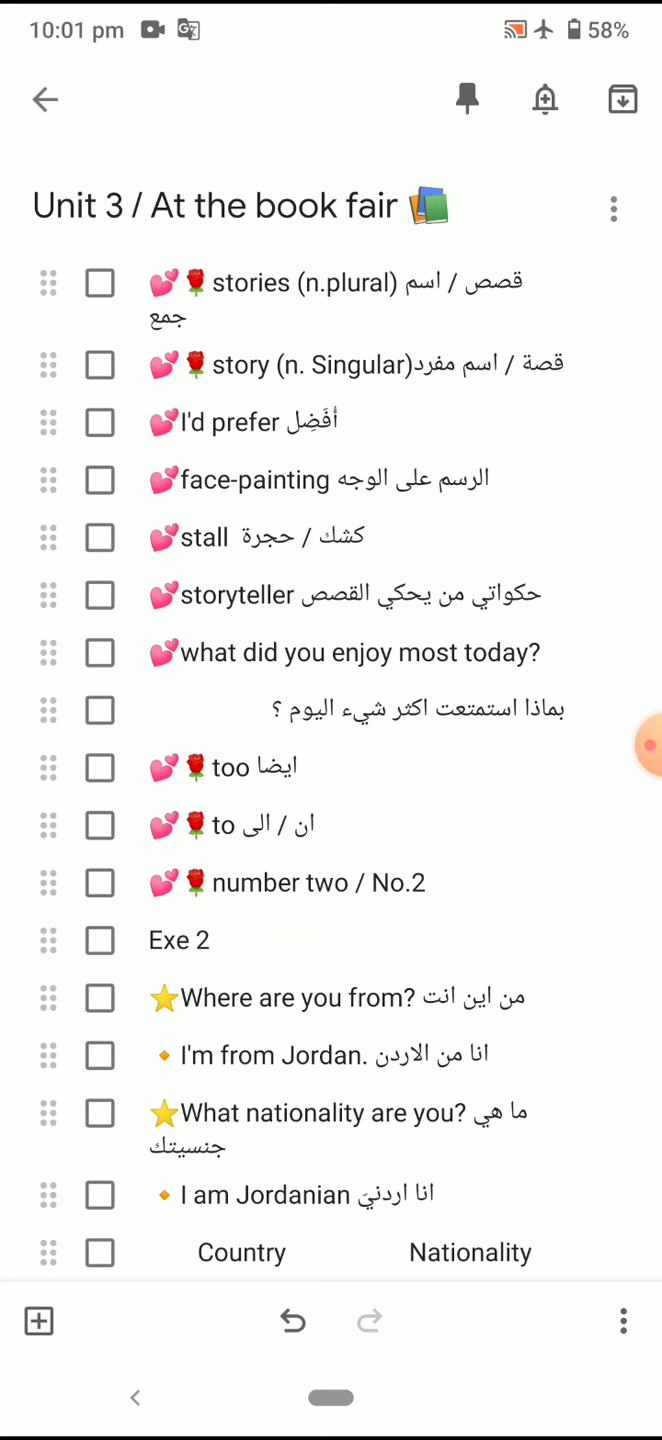 10:01 pm 58%
Unit 3 / At the book fair 📚
💕🌹stories (n.plural) قصص / اسم
جمع
💕🌹story (n. Singular)قصة / اسم مفرد
💕I'd prefer أفَضِل
💕face-painting الرسم على الوجه
💕stall كشك / حجرة
💕storyteller حكواتي من يحكي القصص
💕what did you enjoy most today?
بماذا استمتعت اكثر شيء اليوم ؟
💕🌹too ايضا
💕🌹to ان / الى
💕🌹number two / No.2
Exe 2
⭐Where are you from? من اين انت
🔸I'm from Jordan. انا من الاردن
⭐What nationality are you? ما هي
جنسيتك
🔸I am Jordanian انا اردنيّ
Country Nationality